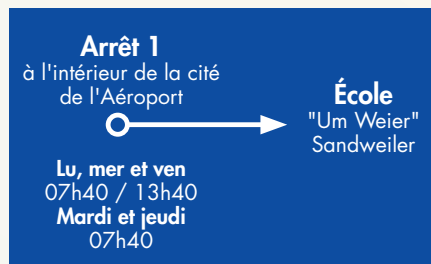 Arrêt 1
à l'intérieur de la cité
de l'Aéroport
École
"Um Weier"
Sandweiler
Lu, mer et ven
07h40 / 13h40
Mardi et jeudi
07h40